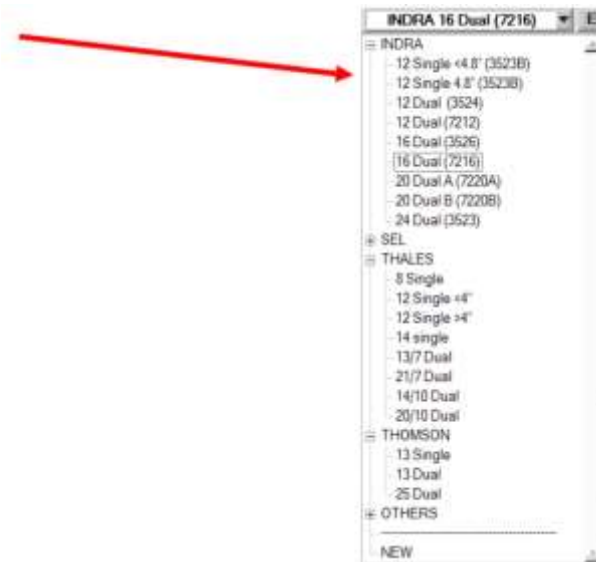 INDRA 16 Dual (7216)
INDRA
12 Single <4.8° (3523B)
12 Single 4.8° (3523B)
12 Dual (3524)
12 Dual (7212)
16 Dual (3526)
16 Dual (7216)
20 Dual A (7220A)
20 Dual B (7220B)
24 Dual (3523)
SEL
THALES
8 Single
12 Single <4°
12 Single >4°
14 single
13/7 Dual
21/7 Dual
14/10 Dual
20/10 Dual
THOMSON
13 Single
13 Dual
25 Dual
OTHERS
NEW